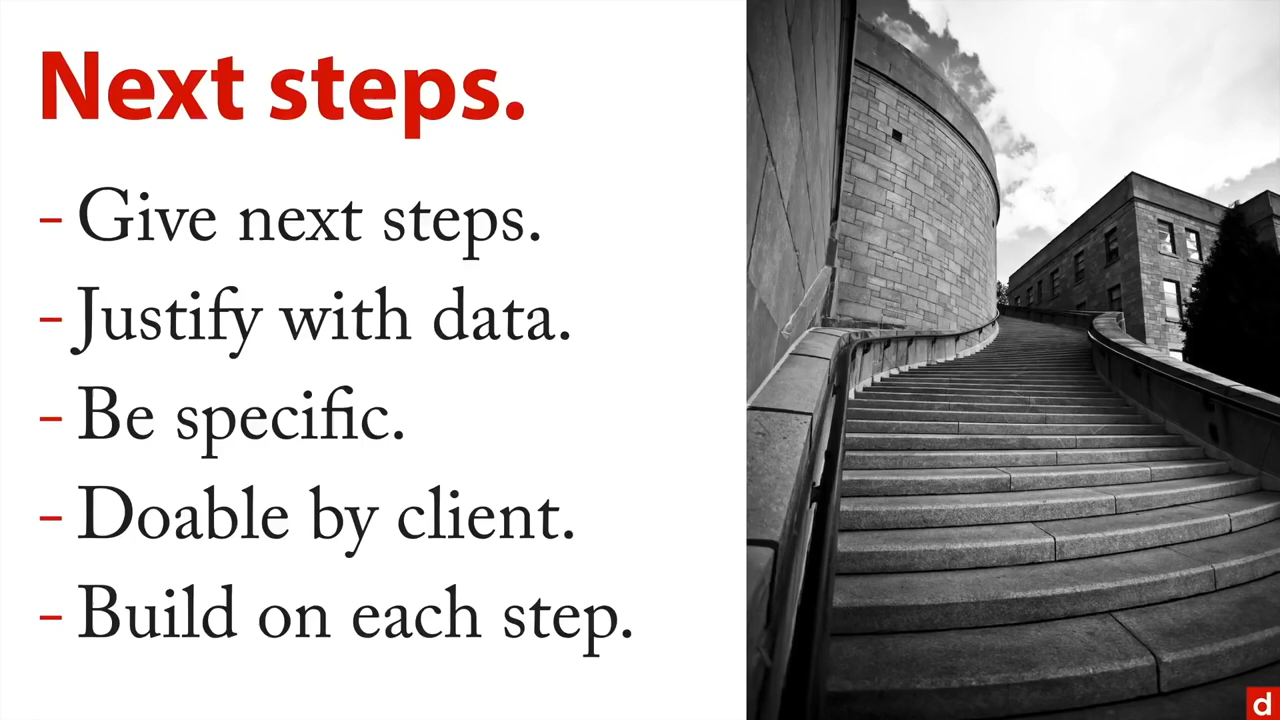 Next steps.
- Give next steps.
- Justify with data.
- Be specific.
- Doable by client.
- Build on each step.
d